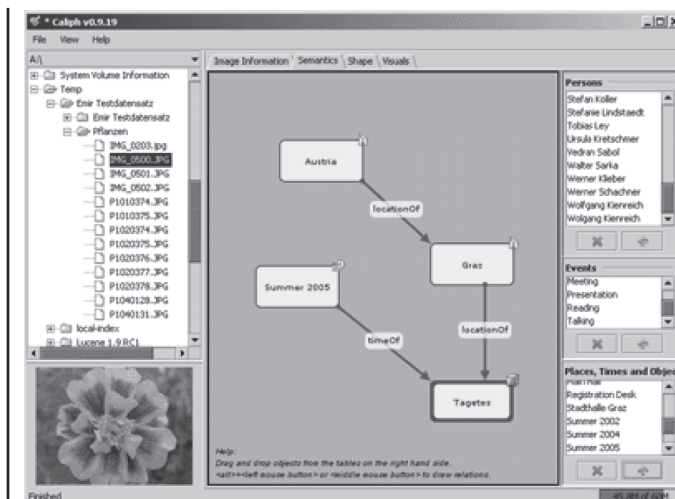 * Caliph v0.9.19
File View Help
A:\
System Volume Information
Temp
Emir Testdatensatz
Emir Testdatensatz
Pflanzen
IMG_0203.jpg
IMG_0500.JPG
IMG_0501.JPG
IMG_0502.JPG
P1010374.JPG
P1010375.JPG
P1020374.JPG
P1020375.JPG
P1020376.JPG
P1020377.JPG
P1020378.JPG
P1040128.JPG
P1040131.JPG
local-index
Lucene 1.9 RC1
Finished
Image Information Semantics Shape Visuals
Austria
locationOf
Graz
Summer 2005
locationOf
timeOf
Tagetes
Help:
Drag and drop objects from the tables on the right hand side.
<alt>+<left mouse button> or <middle mouse button> to draw relations.
Persons
Stefan Koller
Stefanie Lindstaedt
Tobias Ley
Ursula Kretschmer
Vedran Sabol
Walter Sarka
Werner Klieber
Werner Schachner
Wolfgang Kienreich
Wolgang Kienreich
Events
Meeting
Presentation
Reading
Talking
Places, Times and Objec
Registration Desk
Stadthalle Graz
Summer 2002
Summer 2004
Summer 2005